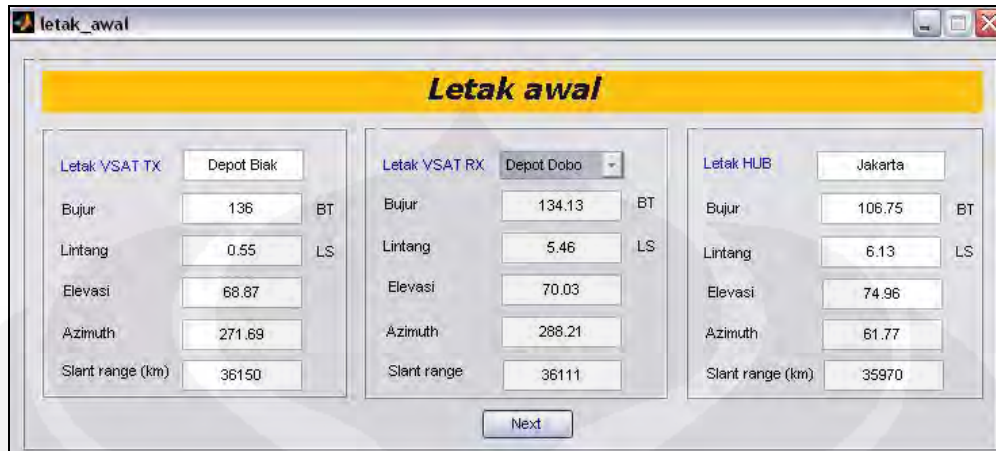 letak_awal
Letak awal
Letak VSAT TX Depot Biak
Bujur 136 BT
Lintang 0.55 LS
Elevasi 68.87
Azimuth 271.69
Slant range (km) 36150
Letak VSAT RX Depot Dobo
Bujur 134.13 BT
Lintang 5.46 LS
Elevasi 70.03
Azimuth 288.21
Slant range 36111
Letak HUB Jakarta
Bujur 106.75 BT
Lintang 6.13 LS
Elevasi 74.96
Azimuth 61.77
Slant range (km) 35970
Next